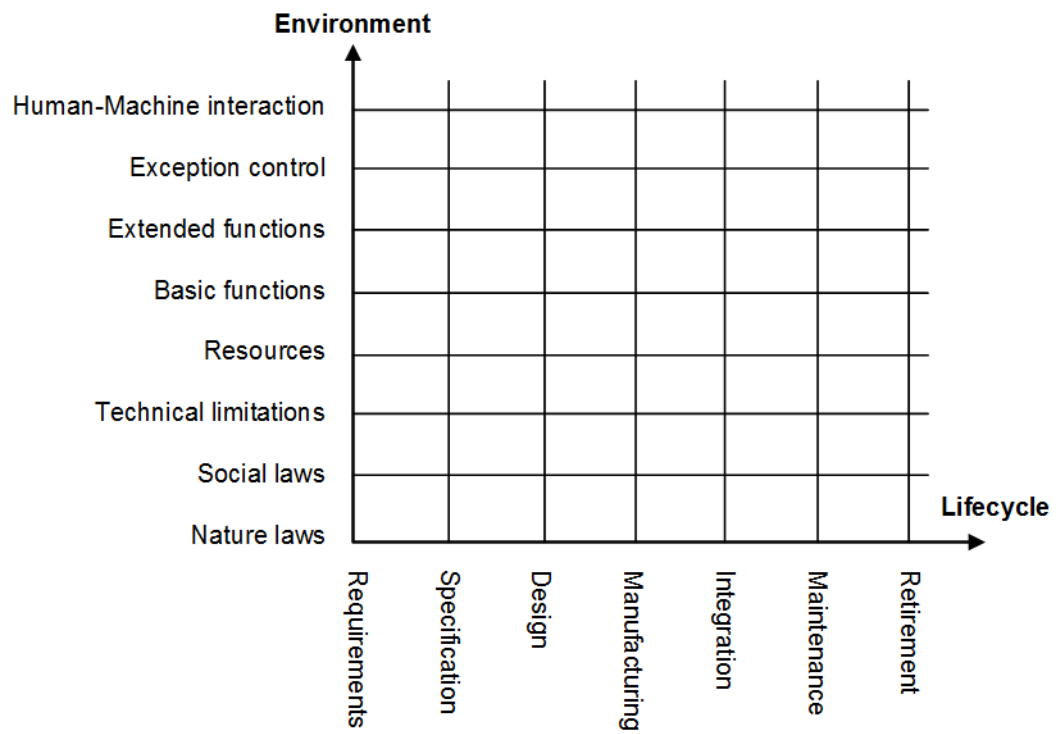 Environment
Human-Machine interaction
Exception control
Extended functions
Basic functions
Resources
Technical limitations
Social laws
Nature laws
Lifecycle
Requirements
Specification
Design
Manufacturing
Integration
Maintenance
Retirement